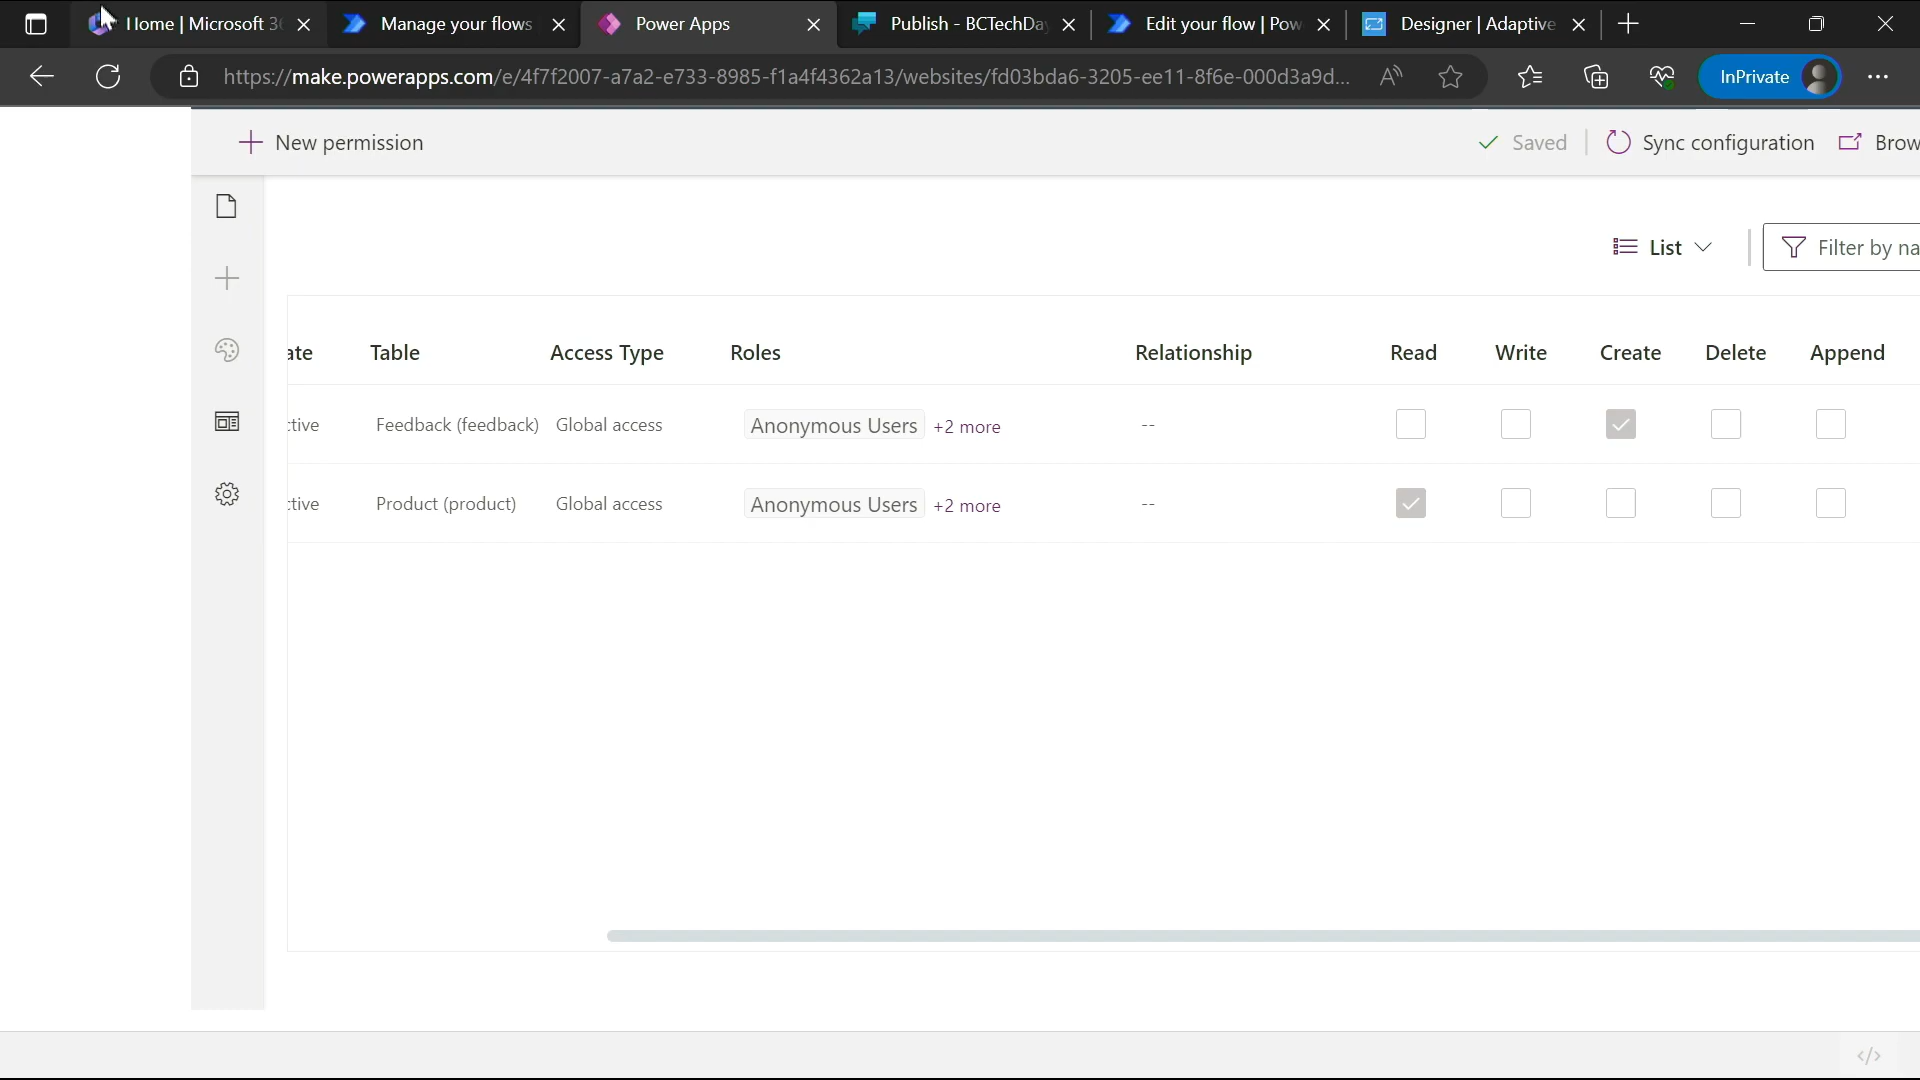 Home | Microsoft 36
Manage your flows
Power Apps
Publish - BCTechDay
Edit your flow | Pow
Designer | Adaptive
https://make.powerapps.com/e/4f7f2007-a7a2-e733-8985-f1a4f4362a13/websites/fd03bda6-3205-ee11-8f6e-000d3a9d...
InPrivate
New permission
Saved
Sync configuration
Brow
List
Filter by na
ate Table Access Type Roles Relationship Read Write Create Delete Append
ctive Feedback (feedback) Global access Anonymous Users +2 more --
ctive Product (product) Global access Anonymous Users +2 more --